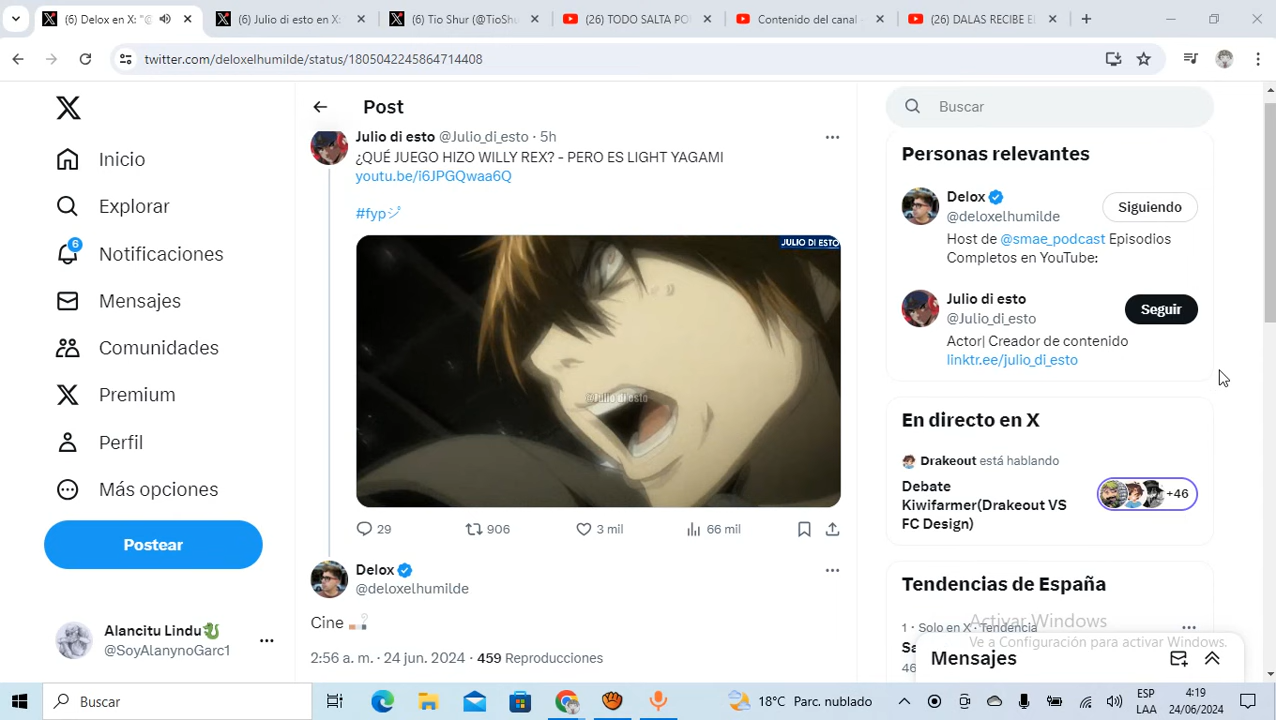 (6) Delox en X: "@
(6) Julio di esto en X:
(6) Tio Shur (@TioShu
(26) TODO SALTA PO
Contenido del canal
(26) DALAS RECIBE E
twitter.com/deloxelhumilde/status/1805042245864714408
Inicio
Explorar
6
Notificaciones
Mensajes
Comunidades
Premium
Perfil
Más opciones
Postear
Alancitu Lindu
@SoyAlanynoGarc1
Post
Julio di esto @Julio_di_esto · 5h
¿QUÉ JUEGO HIZO WILLY REX? - PERO ES LIGHT YAGAMI
youtu.be/i6JPGQwaa6Q
#fypシ
JULIO DI ESTO
@Julio_di_esto
29 906 3 mil 66 mil
Delox
@deloxelhumilde
Cine
2:56 a. m. · 24 jun. 2024 · 459 Reproducciones
Buscar
Personas relevantes
Delox
@deloxelhumilde
Siguiendo
Host de @smae_podcast Episodios
Completos en YouTube:
Julio di esto
@Julio_di_esto
Seguir
Actor| Creador de contenido
linktr.ee/julio_di_esto
En directo en X
Drakeout está hablando
Debate
Kiwifarmer(Drakeout VS
FC Design)
+46
Tendencias de España
1 · Solo en X · Tendencia
Activar Windows
Ve a Configuración para activar Windows.
Mensajes
Buscar
18°C Parc. nublado
ESP
LAA
4:19
24/06/2024